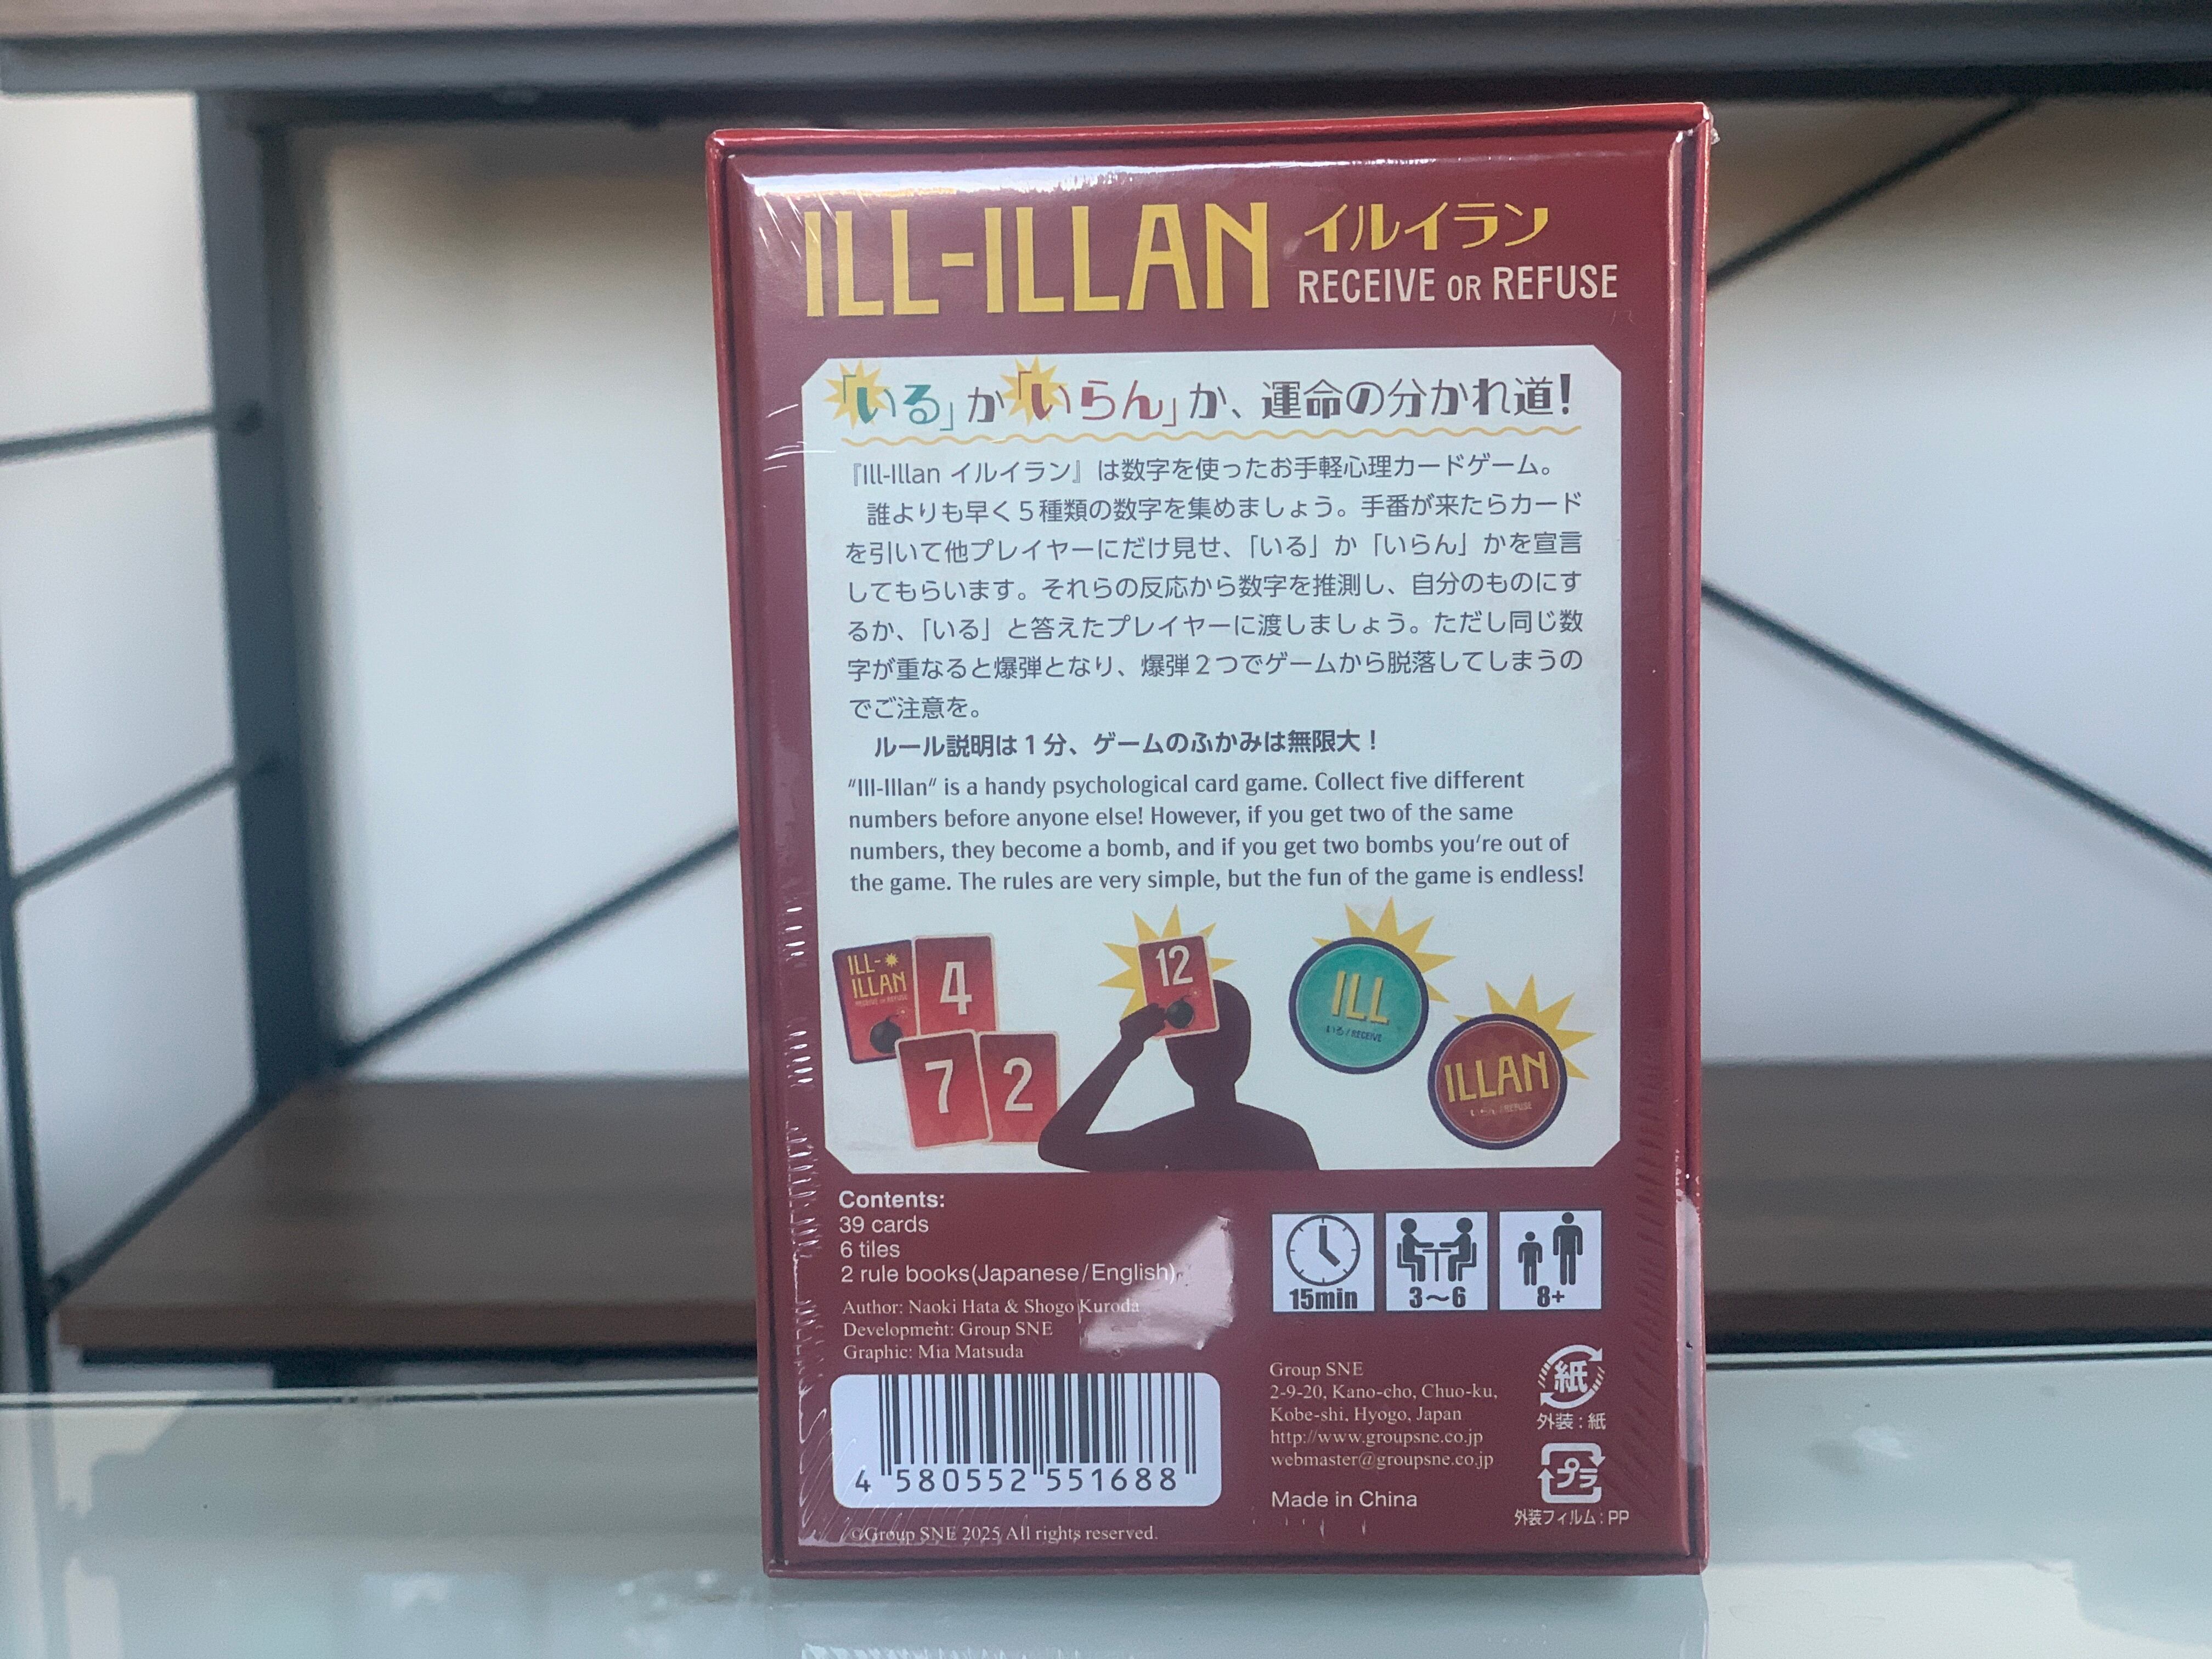 ILL-ILLAN イルイラン
RECEIVE OR REFUSE
「いる」か「いらん」か、運命の分かれ道!
『Ill-Illan イルイラン』は数字を使ったお手軽心理カードゲーム。
誰よりも早く5種類の数字を集めましょう。手番が来たらカード
を引いて他プレイヤーにだけ見せ、「いる」か「いらん」かを宣言
してもらいます。それらの反応から数字を推測し、自分のものにす
るか、「いる」と答えたプレイヤーに渡しましょう。ただし同じ数
字が重なると爆弾となり、爆弾2つでゲームから脱落してしまうの
でご注意を。
ルール説明は1分、ゲームのふかみは無限大!
"Ill-Illan" is a handy psychological card game. Collect five different
numbers before anyone else! However, if you get two of the same
numbers, they become a bomb, and if you get two bombs you're out of
the game. The rules are very simple, but the fun of the game is endless!
ILL-
ILLAN
RECEIVE OR REFUSE
4
7
2
12
ILL
いる / RECEIVE
ILLAN
いらん / REFUSE
Contents:
39 cards
6 tiles
2 rule books(Japanese/English)
Author: Naoki Hata & Shogo Kuroda
Development: Group SNE
Graphic: Mia Matsuda
15min
3～6
8+
4 580552 551688
©Group SNE 2025 All rights reserved.
Group SNE
2-9-20, Kano-cho, Chuo-ku,
Kobe-shi, Hyogo, Japan
http://www.groupsne.co.jp
webmaster@groupsne.co.jp
Made in China
紙
外装：紙
プラ
外装フィルム：PP